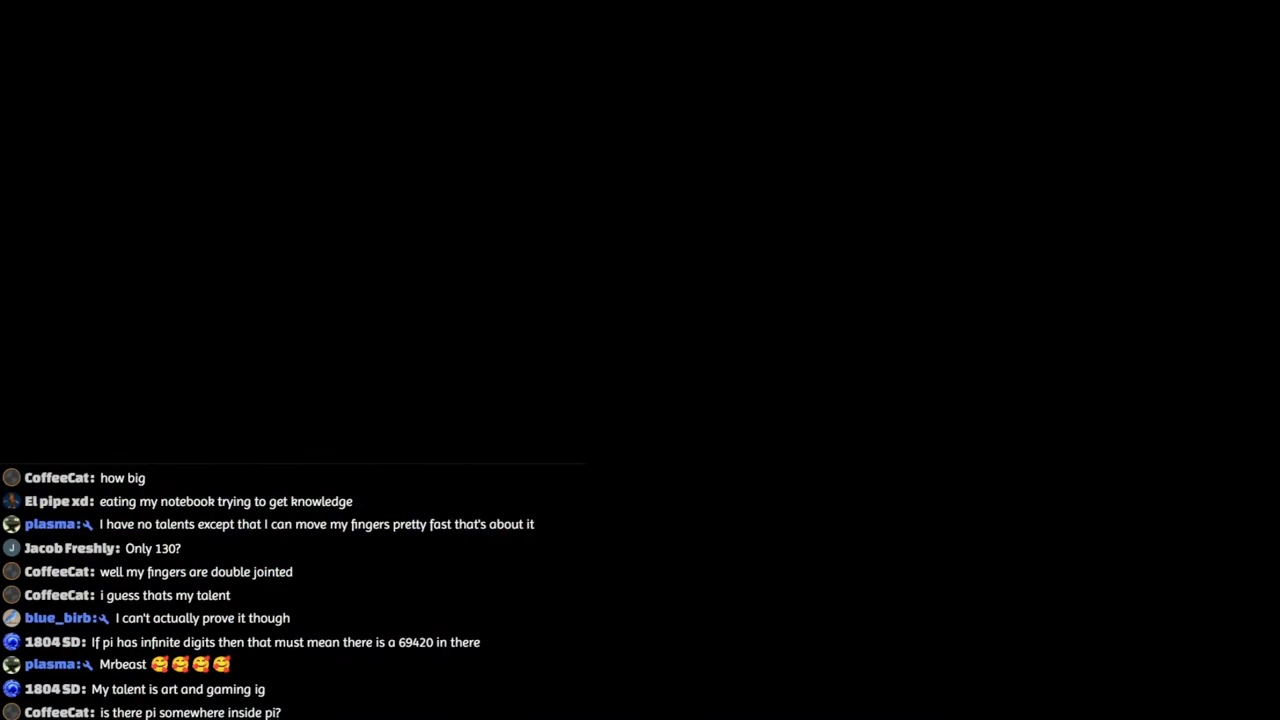 CoffeeCat: how big
El pipe xd: eating my notebook trying to get knowledge
plasma: I have no talents except that I can move my fingers pretty fast that's about it
J Jacob Freshly: Only 130?
CoffeeCat: well my fingers are double jointed
CoffeeCat: i guess thats my talent
blue_birb: I can't actually prove it though
1804 SD: If pi has infinite digits then that must mean there is a 69420 in there
plasma: Mrbeast 🥰 🥰 🥰 🥰
1804 SD: My talent is art and gaming ig
CoffeeCat: is there pi somewhere inside pi?